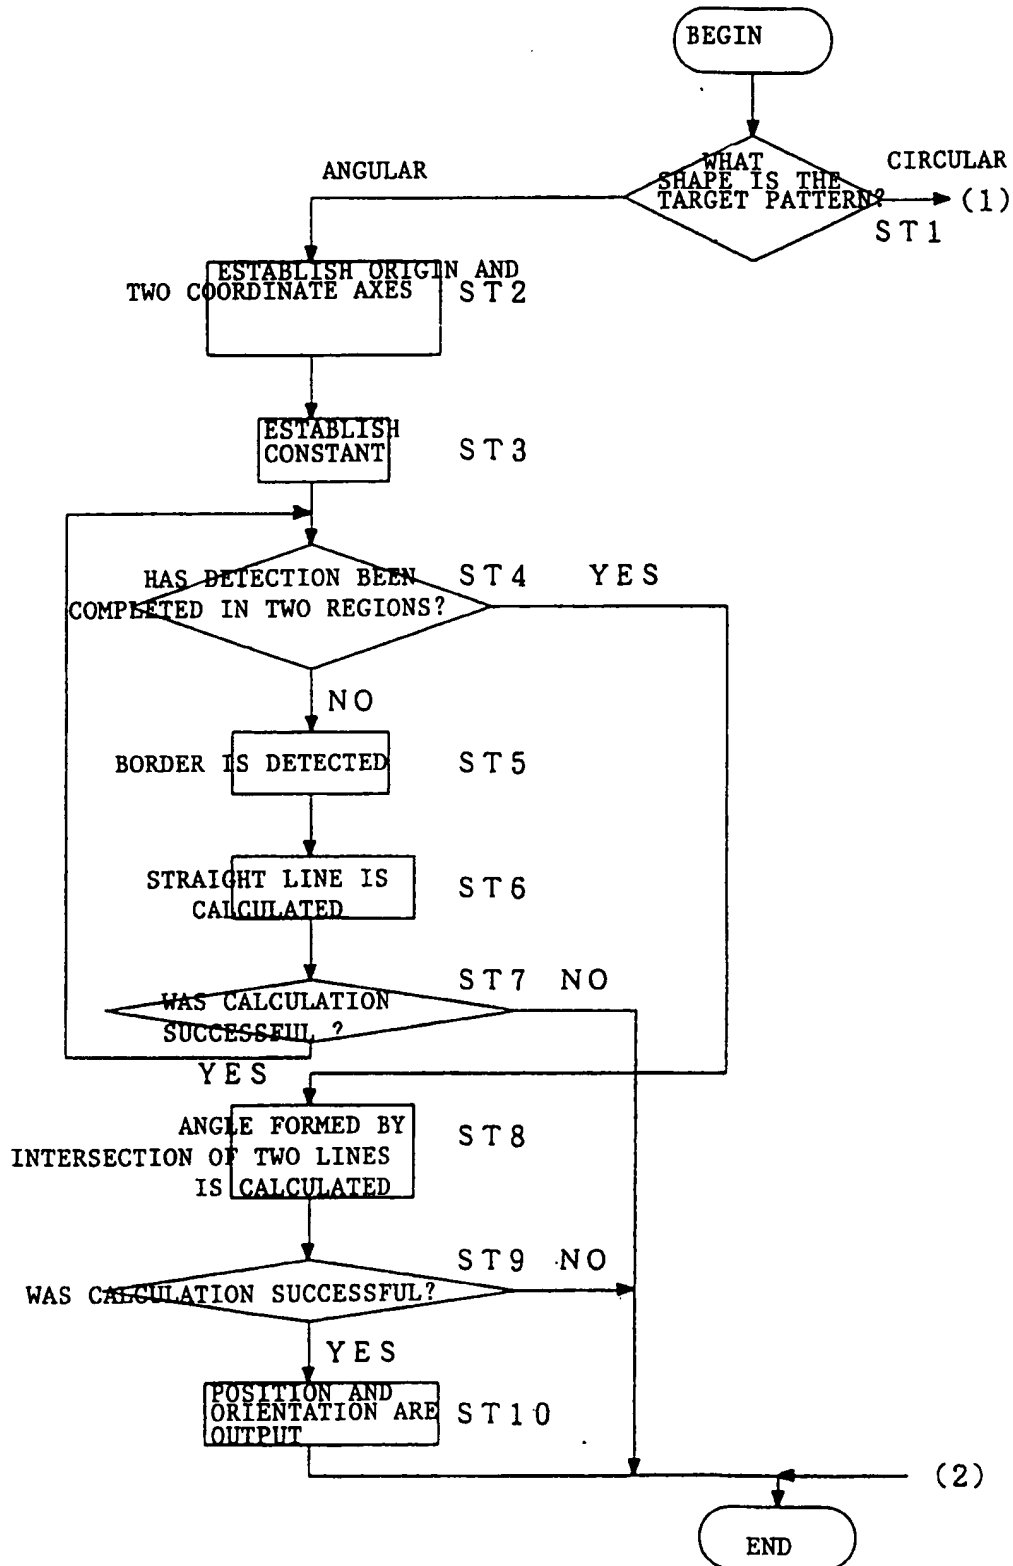 BEGIN
WHAT
SHAPE IS THE
TARGET PATTERN?
CIRCULAR
(1)
ST1
ANGULAR
ESTABLISH ORIGIN AND
TWO COORDINATE AXES
ST2
ESTABLISH
CONSTANT
ST3
HAS DETECTION BEEN
COMPLETED IN TWO REGIONS?
ST4 YES
NO
BORDER IS DETECTED
ST5
STRAIGHT LINE IS
CALCULATED
ST6
ST7 NO
WAS CALCULATION
SUCCESSFUL ?
YES
ANGLE FORMED BY
INTERSECTION OF TWO LINES
IS CALCULATED
ST8
ST9 NO
WAS CALCULATION SUCCESSFUL?
YES
POSITION AND
ORIENTATION ARE
OUTPUT
ST10
(2)
END